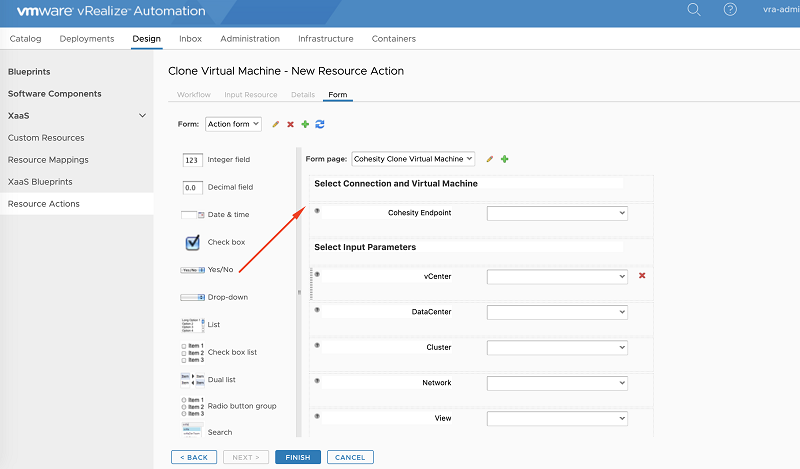 vmware vRealize Automation
vra-admi
Catalog Deployments Design Inbox Administration Infrastructure Containers
Blueprints
Software Components
XaaS
Custom Resources
Resource Mappings
XaaS Blueprints
Resource Actions
Clone Virtual Machine - New Resource Action
Workflow Input Resource Details Form
Form: Action form
123 Integer field
0.0 Decimal field
Date & time
Check box
Yes/No Yes/No
Drop-down
List
Item 1
Item 2 Check box list
Item 3
Item Item
Item Item Dual list
Item 1
Item 2 Radio button group
Item 3
Search
Form page: Cohesity Clone Virtual Machine
Select Connection and Virtual Machine
Cohesity Endpoint
Select Input Parameters
vCenter
DataCenter
Cluster
Network
View
< BACK NEXT > FINISH CANCEL